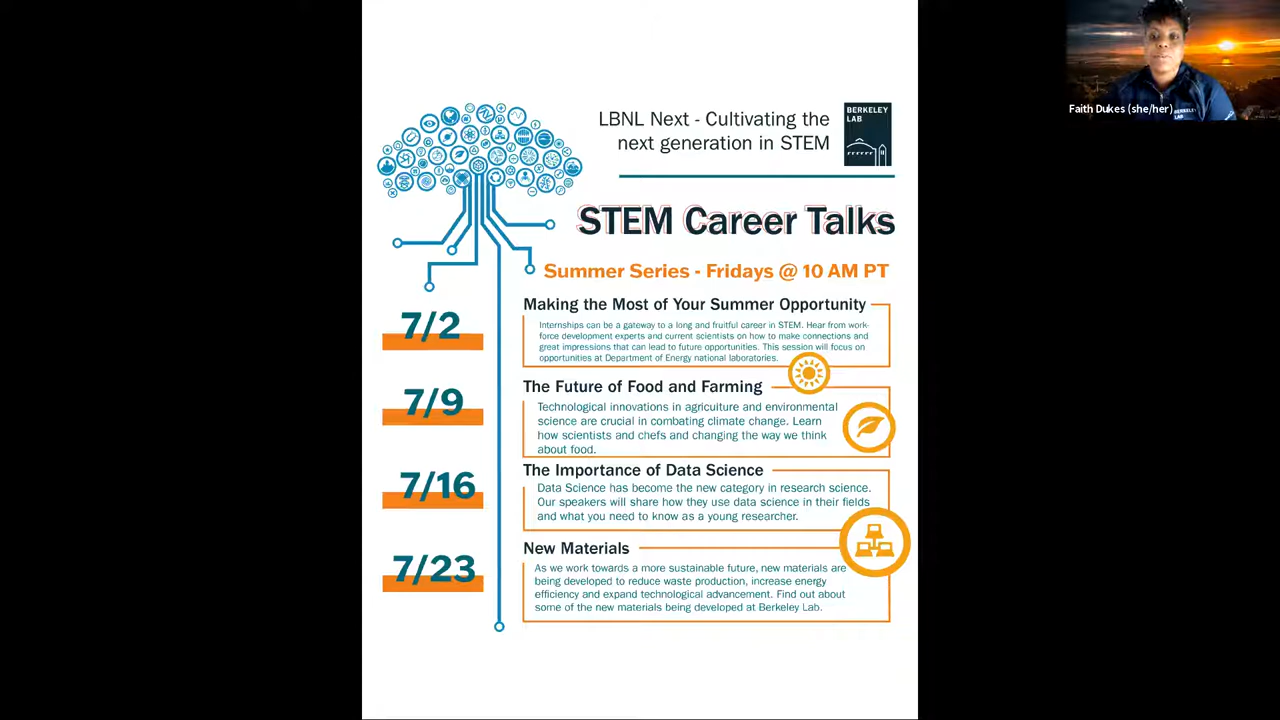 Faith Dukes (she/her)
BERKELEY
LAB
LBNL Next - Cultivating the
next generation in STEM
BERKELEY
LAB
STEM Career Talks
Summer Series - Fridays @ 10 AM PT
7/2
Making the Most of Your Summer Opportunity
Internships can be a gateway to a long and fruitful career in STEM. Hear from work-
force development experts and current scientists on how to make connections and
great impressions that can lead to future opportunities. This session will focus on
opportunities at Department of Energy national laboratories.
7/9
The Future of Food and Farming
Technological innovations in agriculture and environmental
science are crucial in combating climate change. Learn
how scientists and chefs and changing the way we think
about food.
7/16
The Importance of Data Science
Data Science has become the new category in research science.
Our speakers will share how they use data science in their fields
and what you need to know as a young researcher.
7/23
New Materials
As we work towards a more sustainable future, new materials are
being developed to reduce waste production, increase energy
efficiency and expand technological advancement. Find out about
some of the new materials being developed at Berkeley Lab.